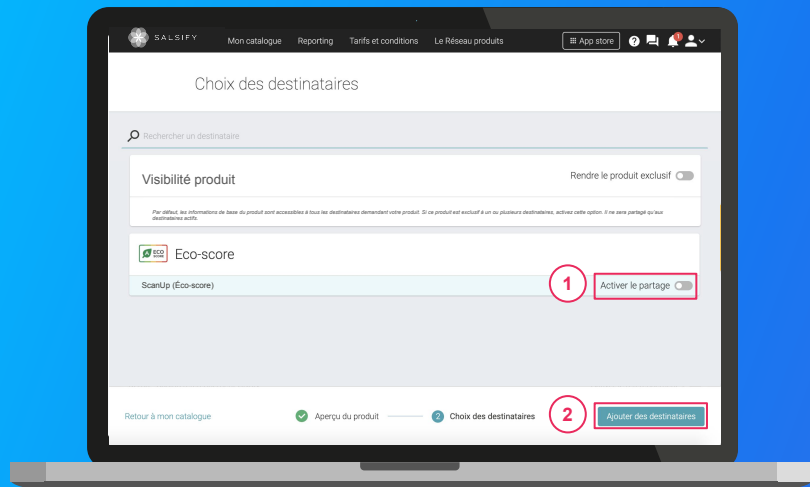 SALSIFY
Mon catalogue Reporting Tarifs et conditions Le Réseau produits App store ? 1
Choix des destinataires
Rechercher un destinataire
Visibilité produit Rendre le produit exclusif
Par défaut, les informations de base du produit sont accessibles à tous les destinataires demandant votre produit. Si ce produit est exclusif à un ou plusieurs destinataires, activez cette option. Il ne sera partagé qu'aux
destinataires actifs.
A ECO
SCORE
Eco-score
ScanUp (Éco-score) 1 Activer le partage
Retour à mon catalogue Aperçu du produit 2 Choix des destinataires 2 Ajouter des destinataires